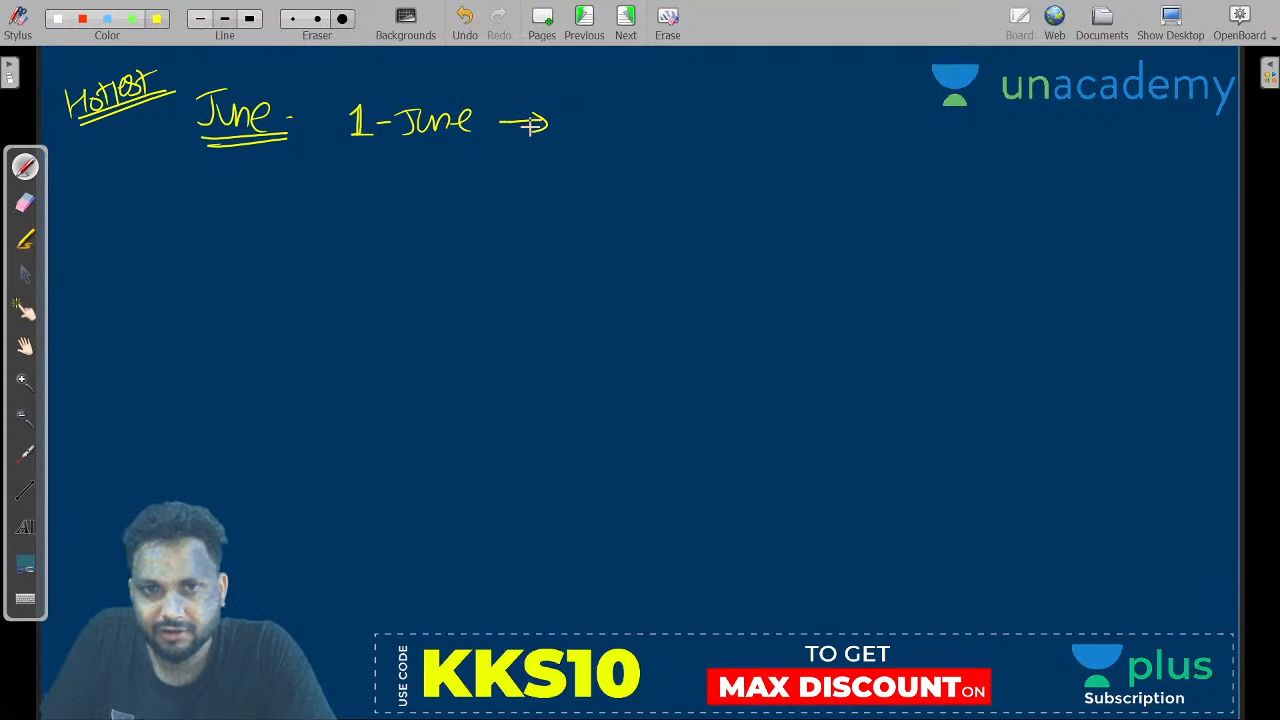 Stylus
Color
Line
Eraser
Backgrounds
Undo
Redo
Pages
Previous
Next
Erase
Board
Web
Documents
Show Desktop
OpenBoard
Hottest
June. 1-June →
unacademy
AI
USE CODE
KKS10
TO GET
MAX DISCOUNT ON
plus
Subscription